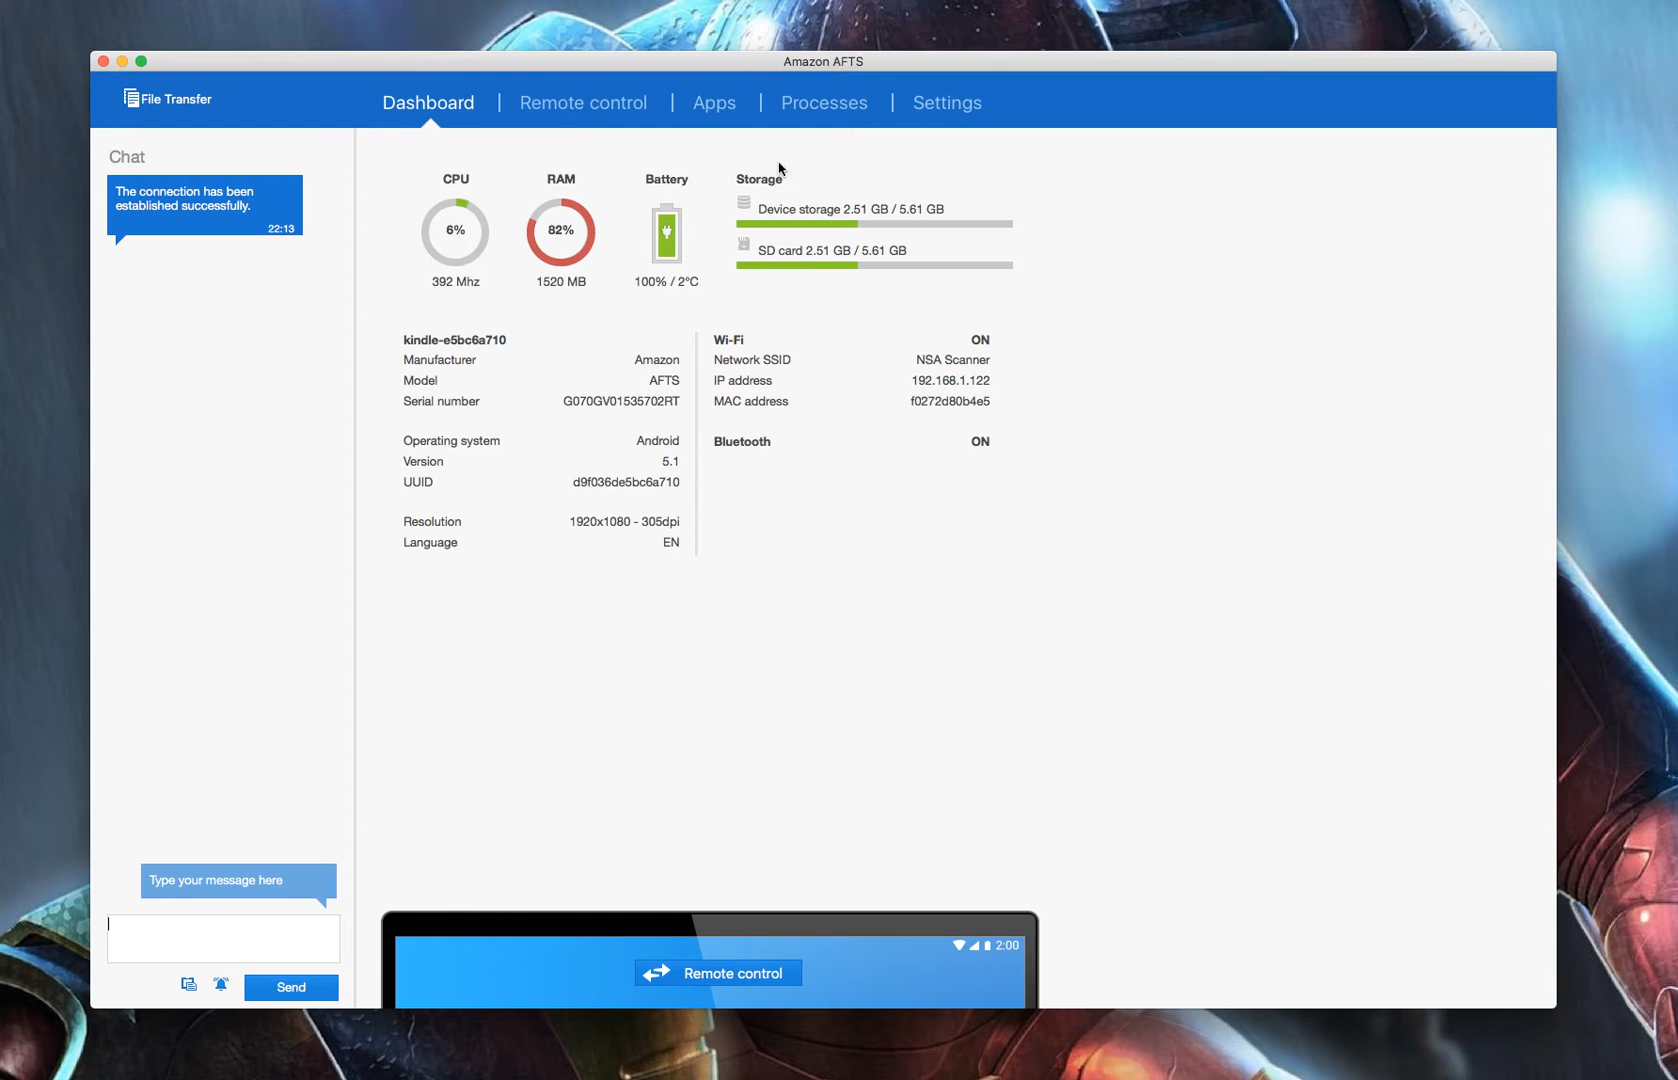 Amazon AFTS
File Transfer
Dashboard | Remote control | Apps | Processes | Settings
Chat
The connection has been
established successfully.
22:13
CPU
6%
392 Mhz
RAM
82%
1520 MB
Battery
100% / 2°C
Storage
Device storage 2.51 GB / 5.61 GB
SD card 2.51 GB / 5.61 GB
kindle-e5bc6a710
Manufacturer Amazon
Model AFTS
Serial number G070GV01535702RT
Operating system Android
Version 5.1
UUID d9f036de5bc6a710
Resolution 1920x1080 - 305dpi
Language EN
Wi-Fi ON
Network SSID NSA Scanner
IP address 192.168.1.122
MAC address f0272d80b4e5
Bluetooth ON
Type your message here
Send
2:00
Remote control